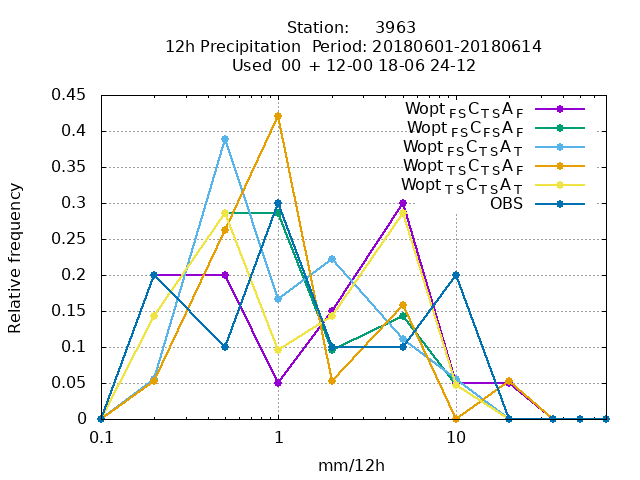 Station:     3963
12h Precipitation  Period: 20180601-20180614
Used  00 + 12-00 18-06 24-12
0.45
0.4
0.35
0.3
0.25
0.2
0.15
0.1
0.05
0
Relative frequency
Wopt FS C TS A F
Wopt FS C FS A F
Wopt FS C TS A T
Wopt TS C TS A F
Wopt TS C TS A T
OBS
0.1 1 10
mm/12h